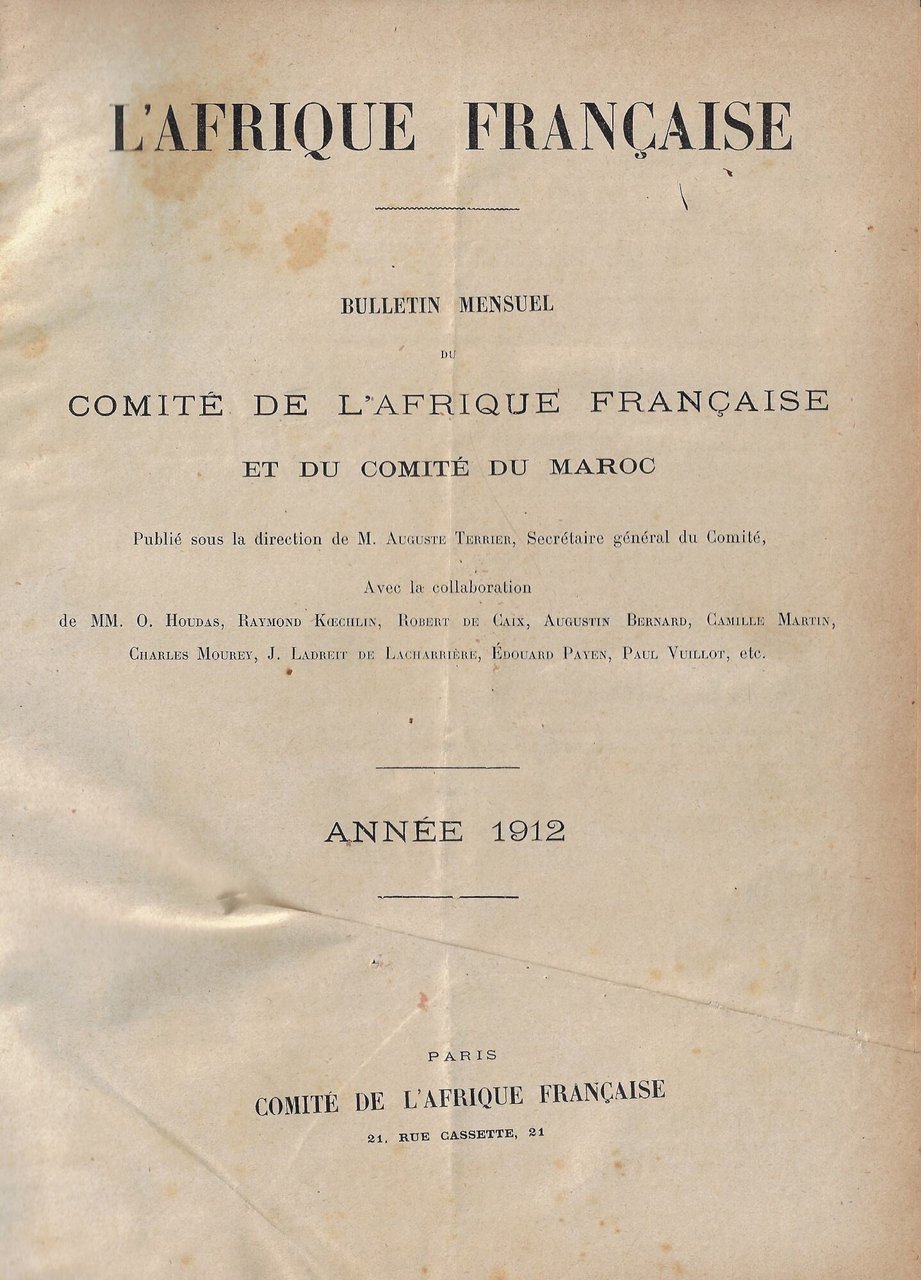 L'AFRIQUE FRANÇAISE
BULLETIN MENSUEL
DU
COMITÉ DE L'AFRIQUE FRANÇAISE
ET DU COMITÉ DU MAROC
Publié sous la direction de M. Auguste Terrier, Secrétaire général du Comité,
Avec la collaboration
de MM. O. Houdas, Raymond Kœchlin, Robert de Caix, Augustin Bernard, Camille Martin,
Charles Mourey, J. Ladreit de Lacharrière, Édouard Payen, Paul Vuillot, etc.
ANNÉE 1912
PARIS
COMITÉ DE L'AFRIQUE FRANÇAISE
21, RUE CASSETTE, 21